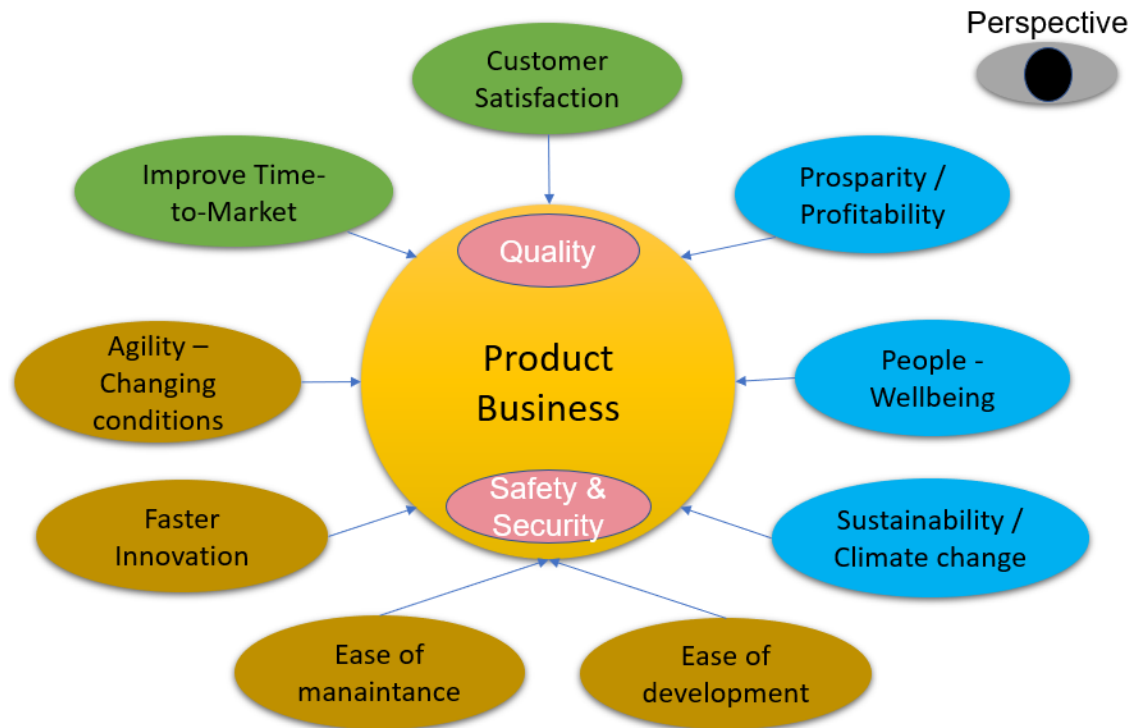 Perspective
Customer
Satisfaction
Improve Time-
to-Market
Prosparity /
Profitability
Quality
Agility –
Changing
conditions
Product
Business
People -
Wellbeing
Faster
Innovation
Safety &
Security
Sustainability /
Climate change
Ease of
manaintance
Ease of
development